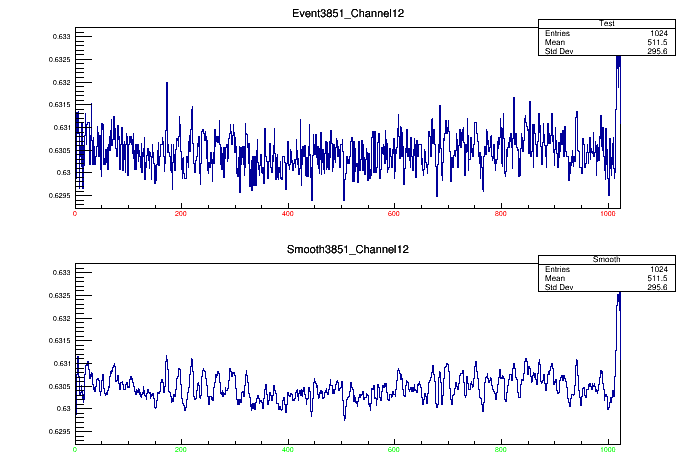 Event3851_Channel12
Test
Entries 1024
Mean 511.5
Std Dev 295.6
0.633
0.6325
0.632
0.6315
0.631
0.6305
0.63
0.6295
0 200 400 600 800 1000
Smooth3851_Channel12
Smooth
Entries 1024
Mean 511.5
Std Dev 295.6
0.633
0.6325
0.632
0.6315
0.631
0.6305
0.63
0.6295
0 200 400 600 800 1000